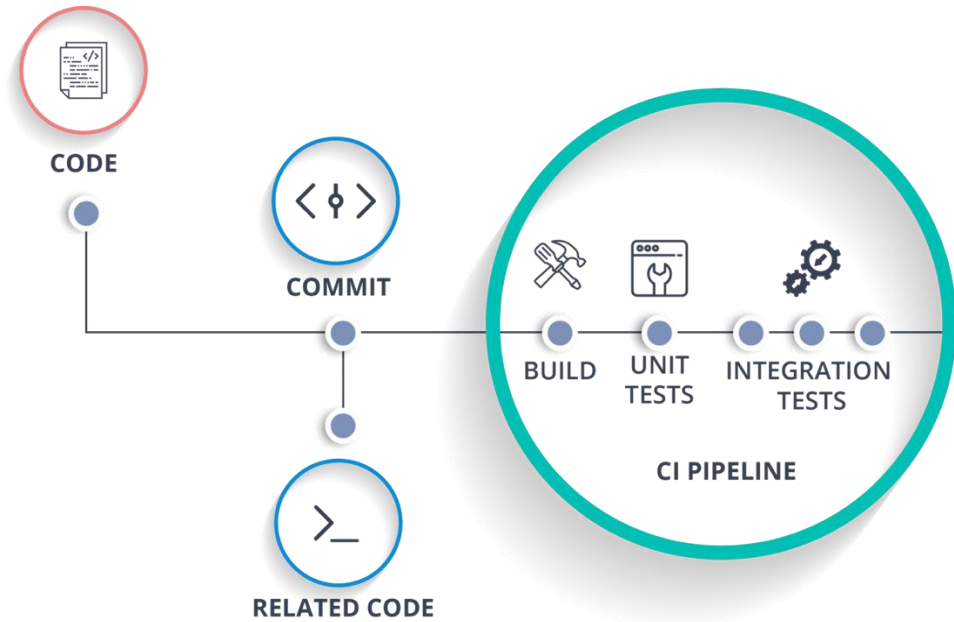 CODE
COMMIT
BUILD
UNIT
TESTS
INTEGRATION
TESTS
CI PIPELINE
RELATED CODE